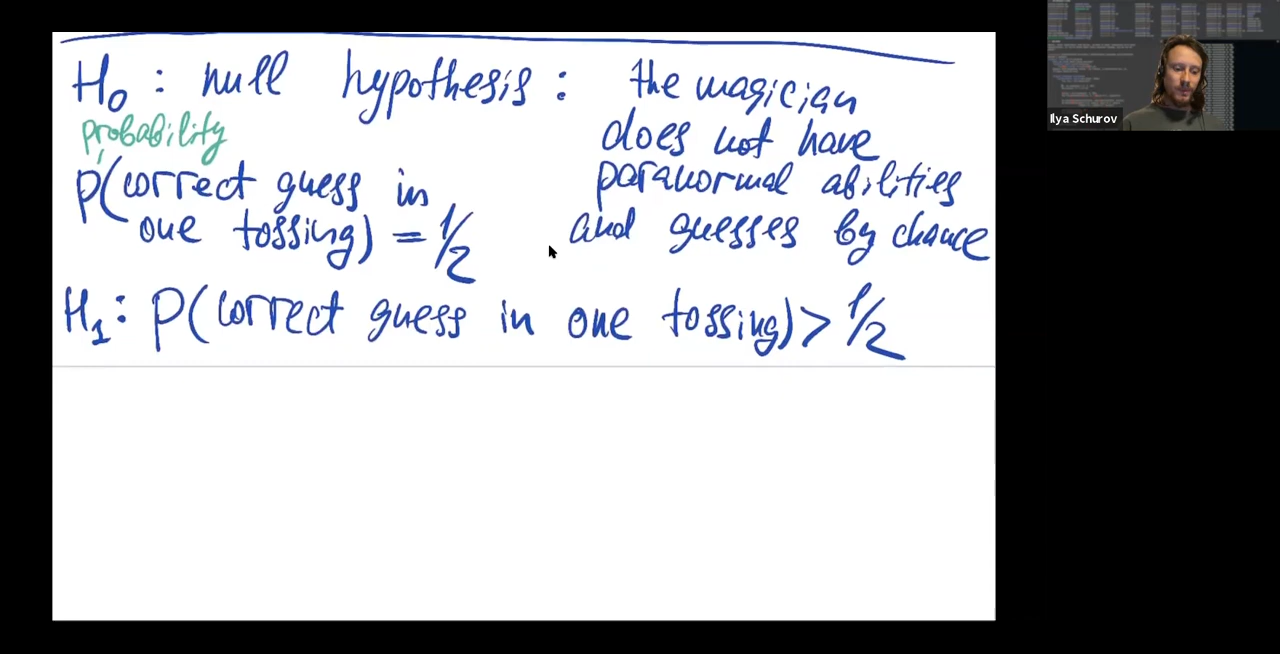 H₀ : null hypothesis : the magician
does not have
paranormal abilities
and guesses by chance
probability
P(correct guess in
one tossing) = 1/2
H₁: P(correct guess in one tossing) > 1/2
Ilya Schurov